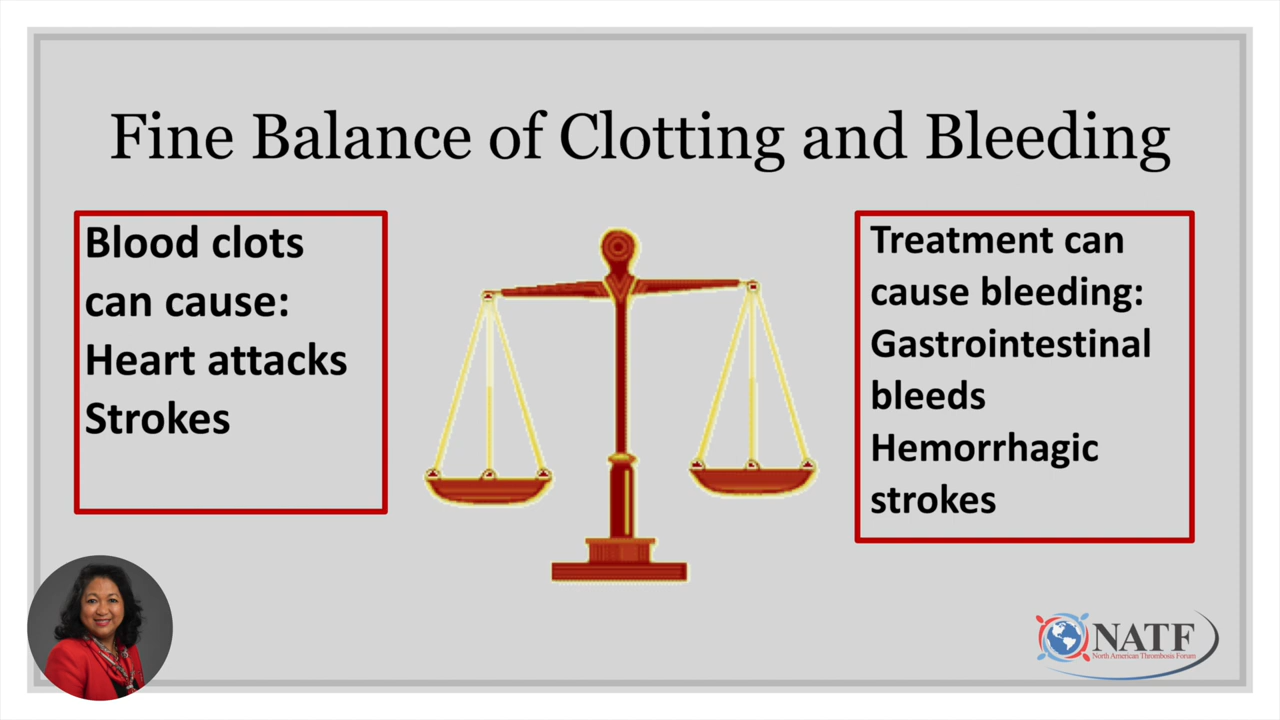 Fine Balance of Clotting and Bleeding
Blood clots
can cause:
Heart attacks
Strokes
Treatment can
cause bleeding:
Gastrointestinal
bleeds
Hemorrhagic
strokes
NATF
North American Thrombosis Forum